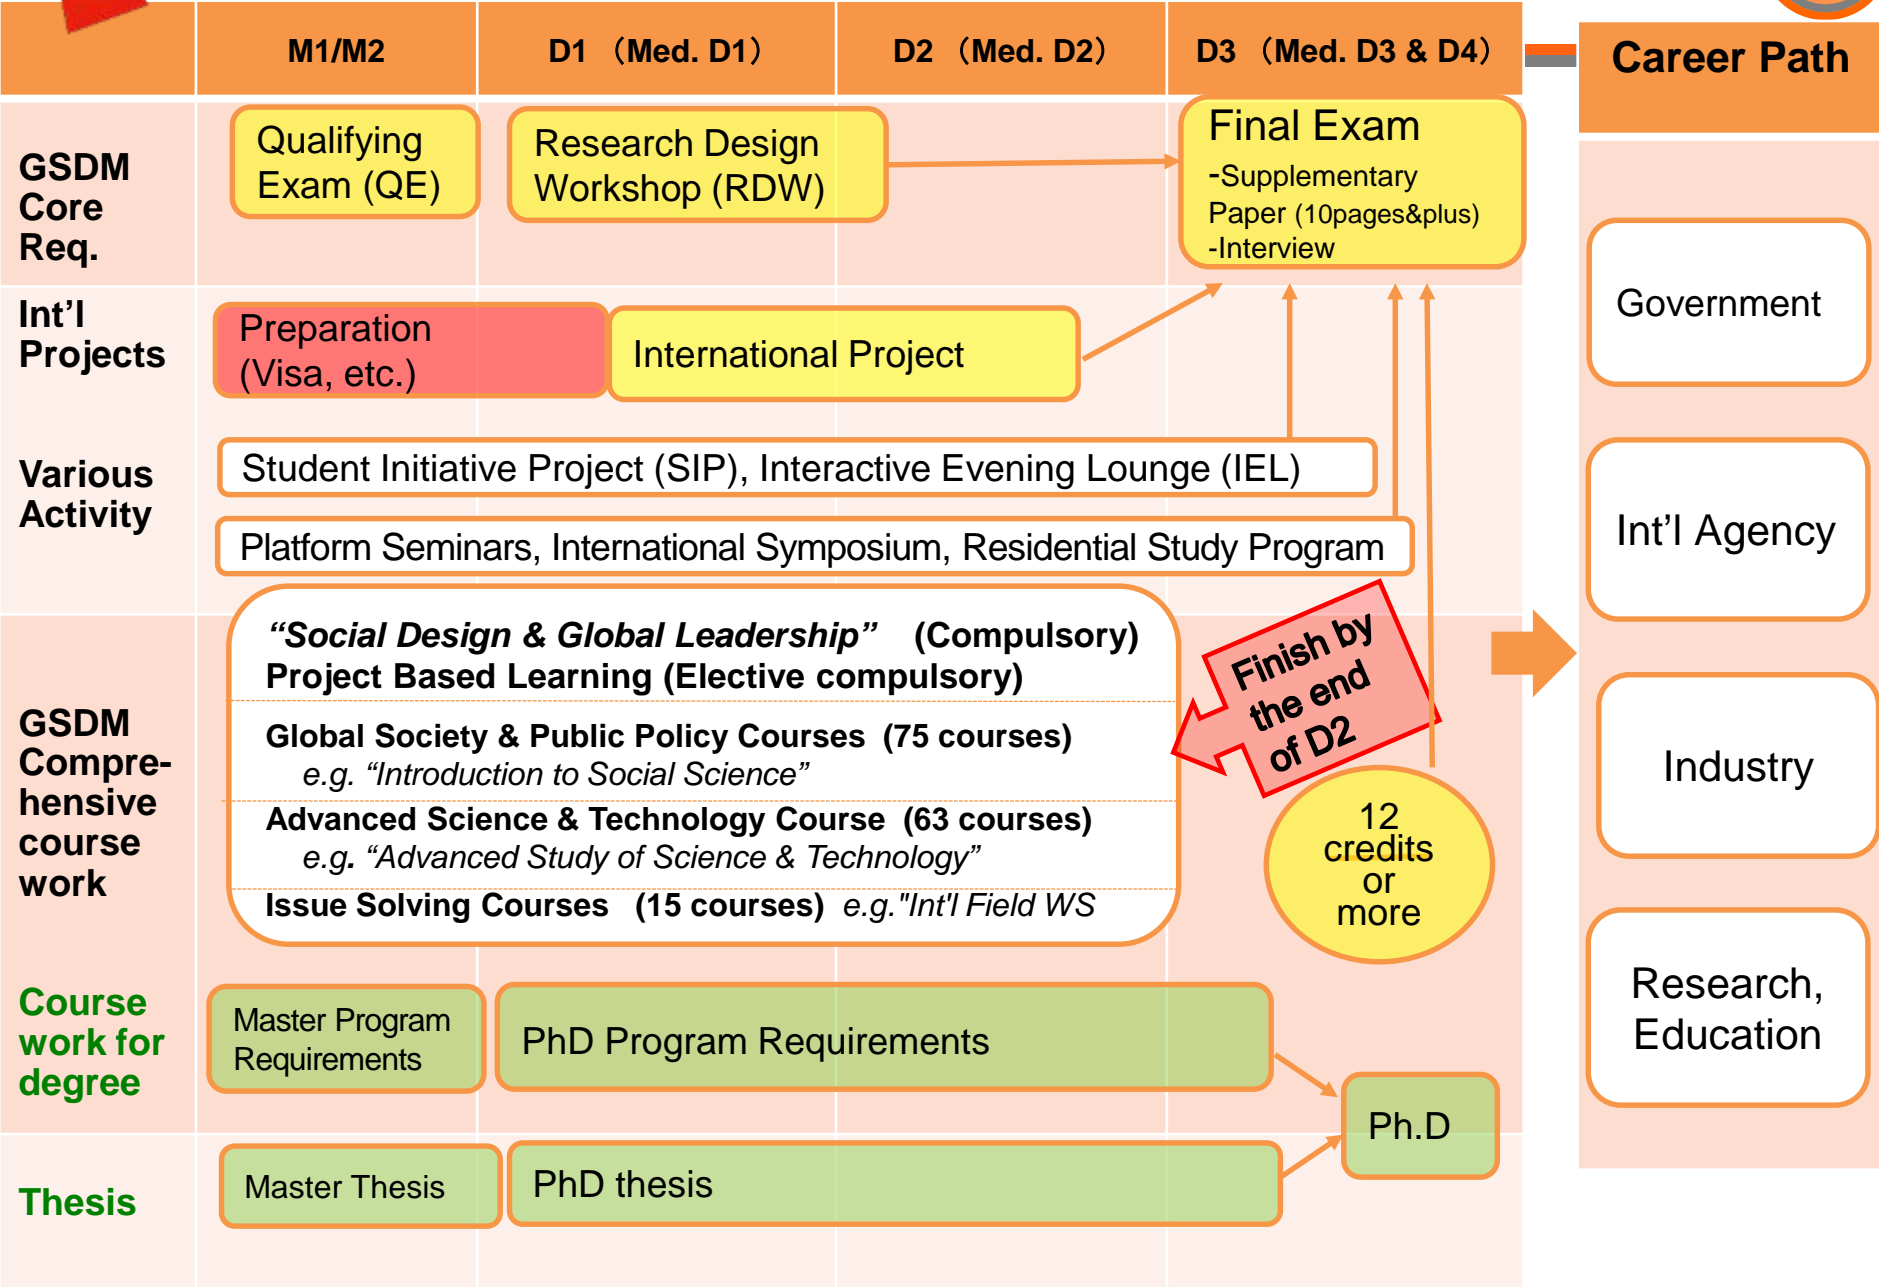 M1/M2
D1 （Med. D1）
D2 （Med. D2）
D3 （Med. D3 & D4）
Career Path
GSDM
Core
Req.
Qualifying
Exam (QE)
Research Design
Workshop (RDW)
Final Exam
-Supplementary
Paper (10pages&plus)
-Interview
Int’l
Projects
Preparation
(Visa, etc.)
International Project
Various
Activity
Student Initiative Project (SIP), Interactive Evening Lounge (IEL)
Platform Seminars, International Symposium, Residential Study Program
GSDM
Compre-
hensive
course
work
“Social Design & Global Leadership” (Compulsory)
Project Based Learning (Elective compulsory)
Global Society & Public Policy Courses (75 courses)
e.g. “Introduction to Social Science”
Advanced Science & Technology Course (63 courses)
e.g. “Advanced Study of Science & Technology”
Issue Solving Courses (15 courses) e.g."Int'l Field WS
Finish by
the end
of D2
12
credits
or
more
Course
work for
degree
Master Program
Requirements
PhD Program Requirements
Ph.D
Thesis
Master Thesis
PhD thesis
Government
Int’l Agency
Industry
Research,
Education